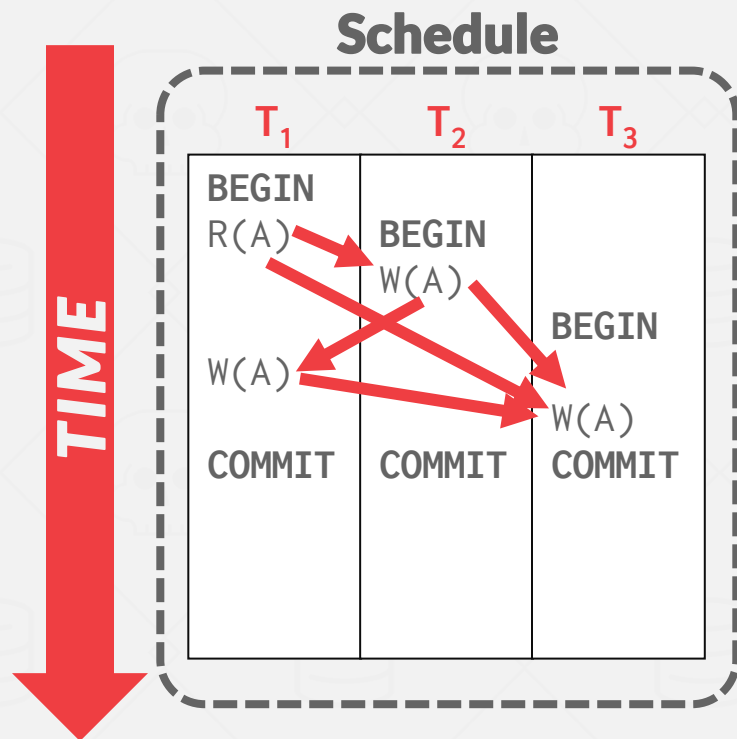 Schedule
TIME
T1 T2 T3
BEGIN
R(A) BEGIN
W(A)
BEGIN
W(A)
W(A)
COMMIT COMMIT COMMIT